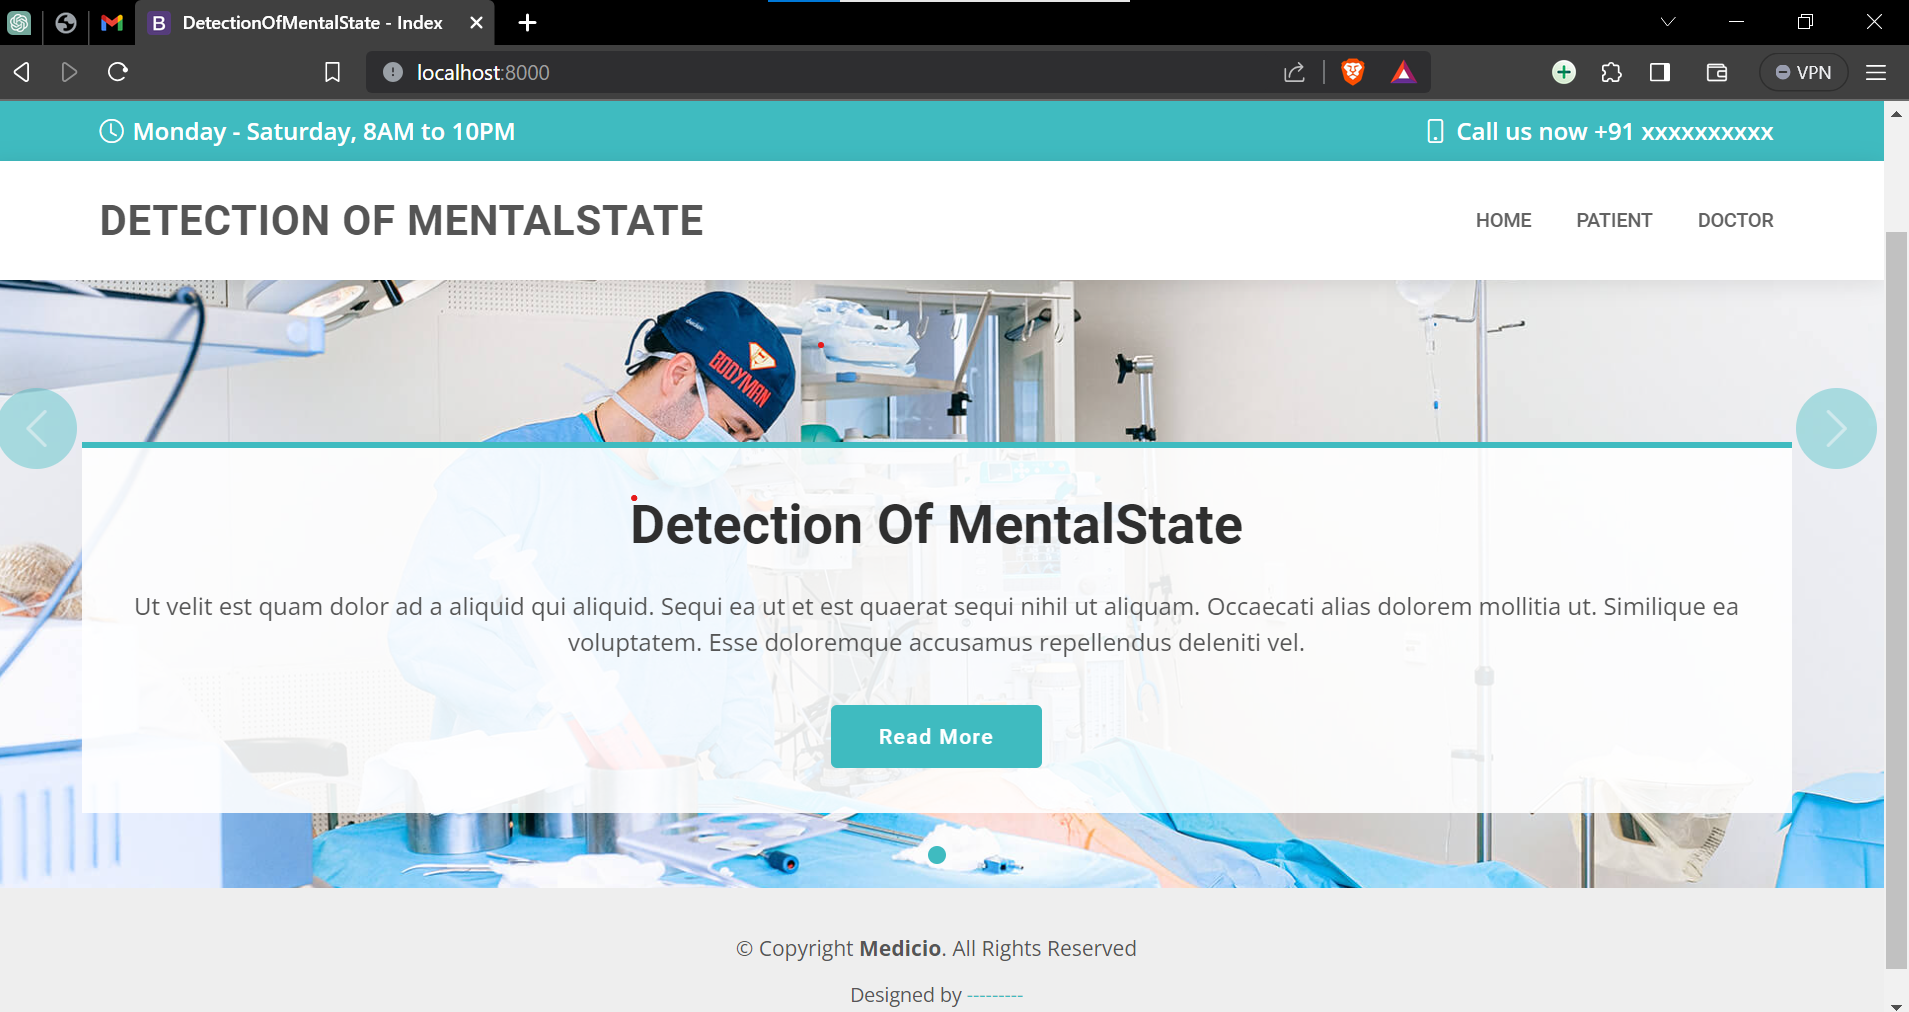 DetectionOfMentalState - Index
localhost:8000
VPN
Monday - Saturday, 8AM to 10PM
Call us now +91 xxxxxxxxxx
DETECTION OF MENTALSTATE
HOME
PATIENT
DOCTOR
BODYMAN
Detection Of MentalState
Ut velit est quam dolor ad a aliquid qui aliquid. Sequi ea ut et est quaerat sequi nihil ut aliquam. Occaecati alias dolorem mollitia ut. Similique ea
voluptatem. Esse doloremque accusamus repellendus deleniti vel.
Read More
© Copyright Medicio. All Rights Reserved
Designed by ---------